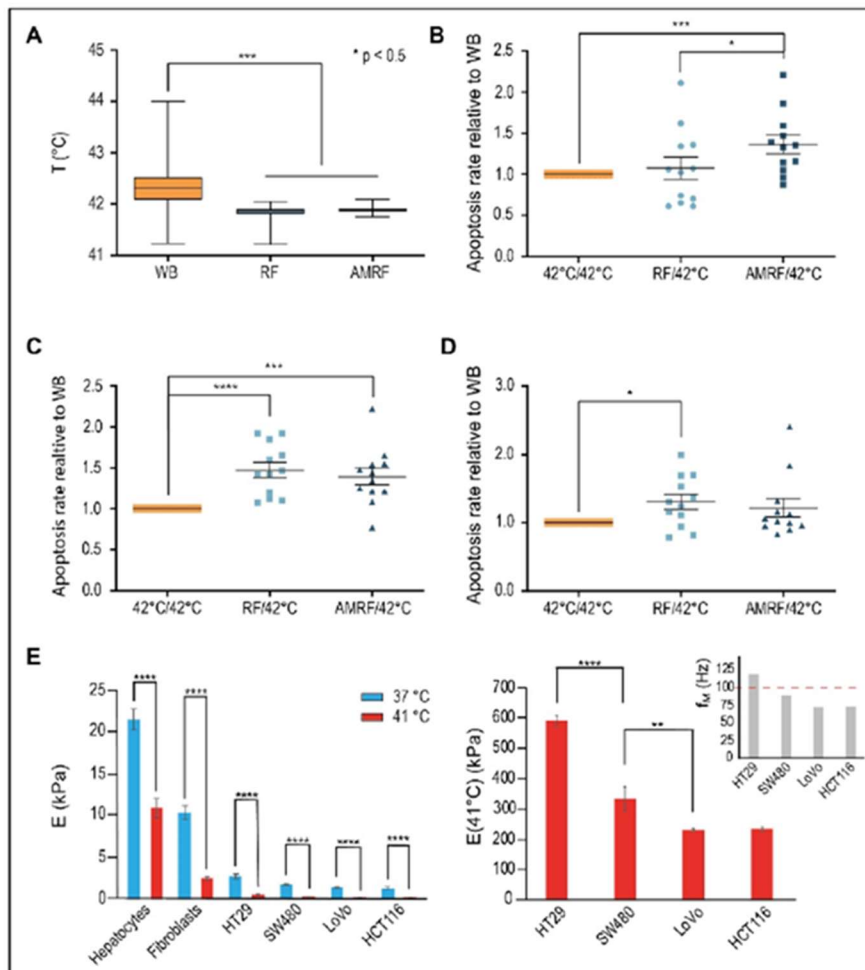 A
45
44
43
42
41
T (°C)
***
* p < 0.5
WB
RF
AMRF
B
2.5
2.0
1.5
1.0
0.5
0.0
Apoptosis rate relative to WB
***
*
42°C/42°C
RF/42°C
AMRF/42°C
C
2.5
2.0
1.5
1.0
0.5
0.0
Apoptosis rate realtive to WB
***
****
42°C/42°C
RF/42°C
AMRF/42°C
D
3.0
2.0
1.0
0.0
Apoptosis rate relative to WB
*
42°C/42°C
RF/42°C
AMRF/42°C
E
25
20
15
10
5
0
E (kPa)
****
****
****
****
****
****
37 °C
41 °C
Hepatocytes
Fibroblasts
HT29
SW480
LoVo
HCT116
700
600
500
400
300
200
100
0
E(41°C) (kPa)
****
**
HT29
SW480
LoVo
HCT116
125
100
75
50
25
0
f_M (Hz)
HT29
SW480
LoVo
HCT116